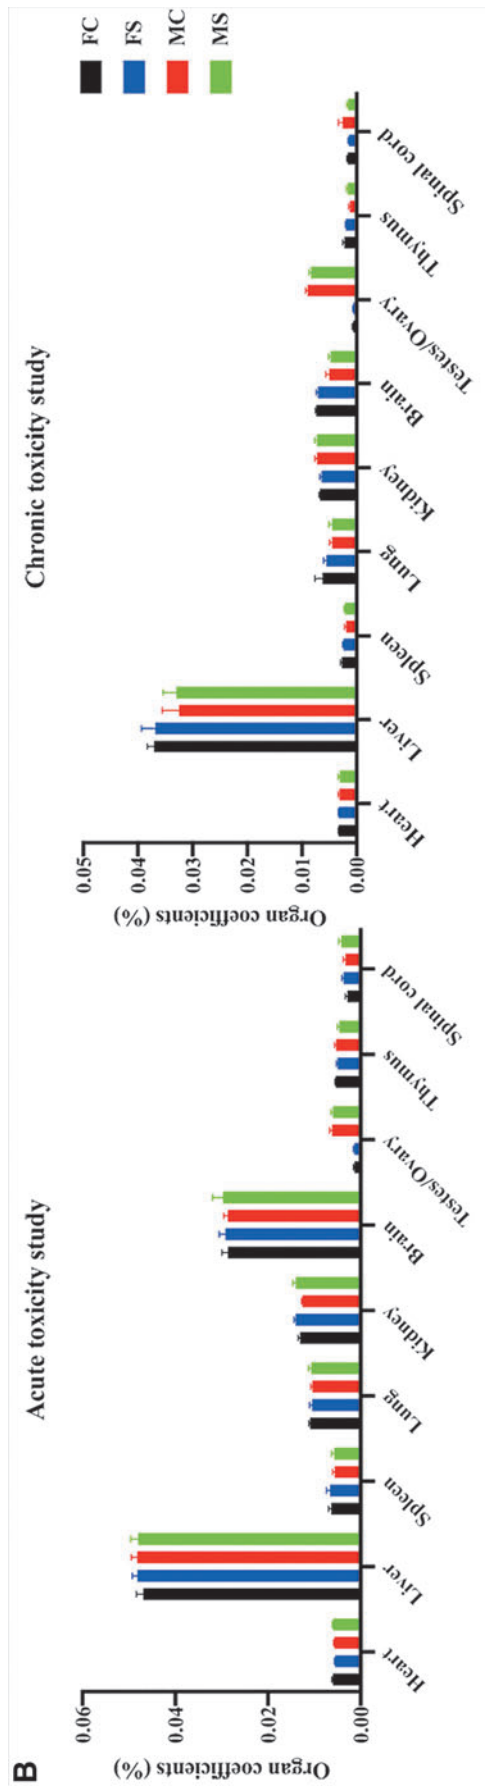 B
Acute toxicity study
Organ coefficients (%)
0.06
0.04
0.02
0.00
Heart
Liver
Spleen
Lung
Kidney
Brain
Testes/Ovary
Thymus
Spinal cord
Chronic toxicity study
Organ coefficients (%)
0.05
0.04
0.03
0.02
0.01
0.00
Heart
Liver
Spleen
Lung
Kidney
Brain
Testes/Ovary
Thymus
Spinal cord
FC
FS
MC
MS